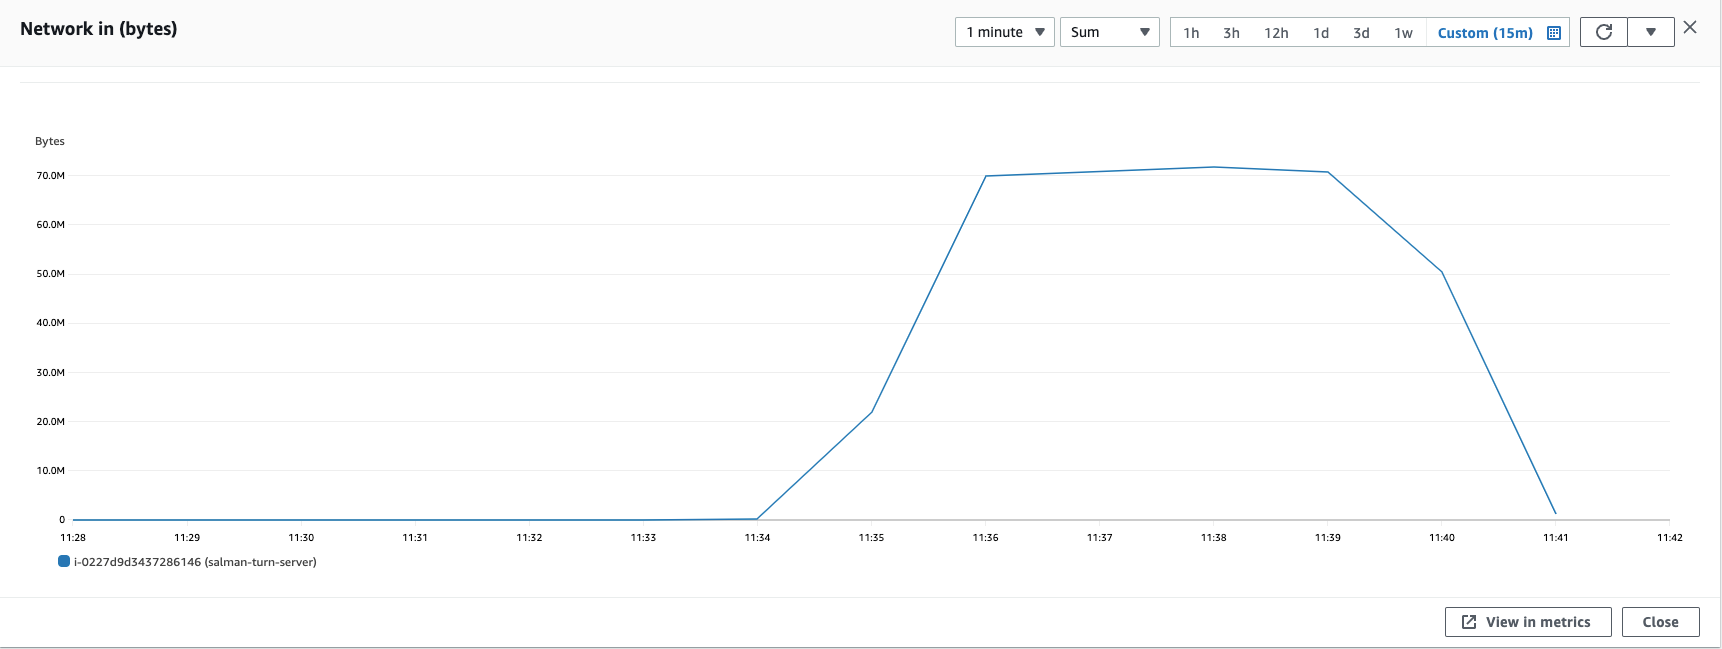 Network in (bytes)
1 minute Sum 1h 3h 12h 1d 3d 1w Custom (15m)
Bytes
70.0M
60.0M
50.0M
40.0M
30.0M
20.0M
10.0M
0
11:28 11:29 11:30 11:31 11:32 11:33 11:34 11:35 11:36 11:37 11:38 11:39 11:40 11:41 11:42
i-0227d9d3437286146 (salman-turn-server)
View in metrics Close